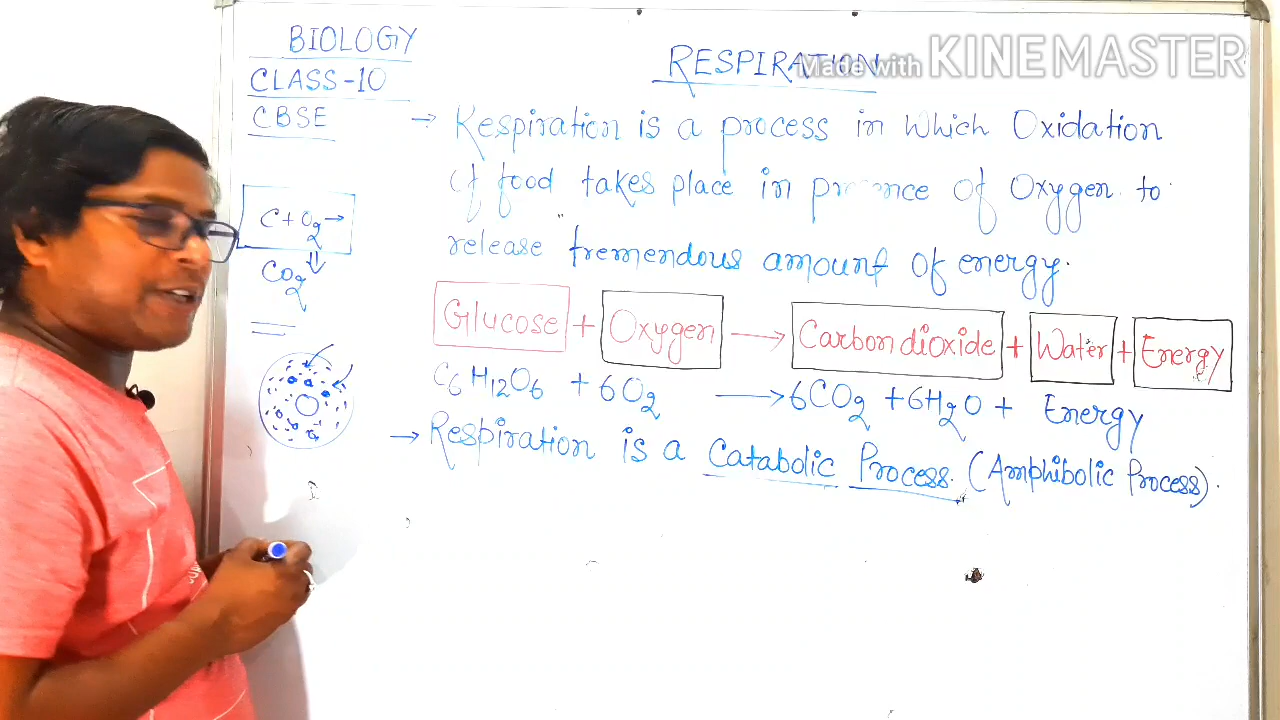 BIOLOGY
CLASS-10
CBSE
RESPIRATION
Made with KINEMASTER
→ Respiration is a process in which Oxidation
of food takes place in presence of Oxygen to
release tremendous amount of energy.
C + O₂ →
CO₂
Glucose + Oxygen → Carbondioxide + Water + Energy
C₆H₁₂O₆ + 6O₂ → 6CO₂ + 6H₂O + Energy
→ Respiration is a Catabolic Process. (Amphibolic Process).